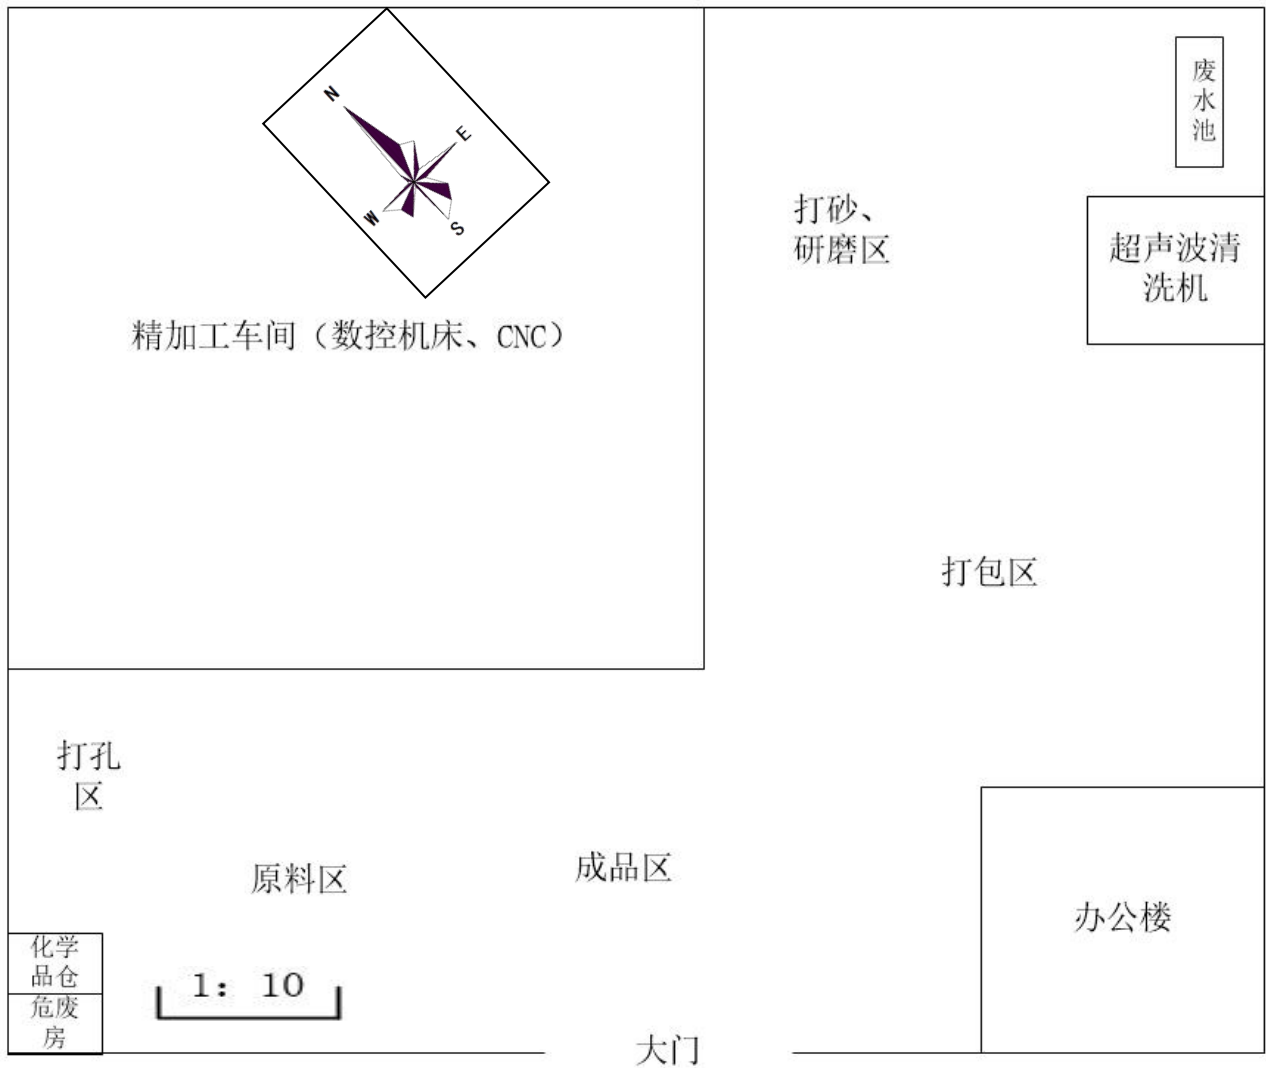 N
E
W
S
废
水
池
打砂、
研磨区
超声波清
洗机
精加工车间（数控机床、CNC）
打包区
打孔
区
原料区
成品区
办公楼
化学
品仓
危废
房
1: 10
大门